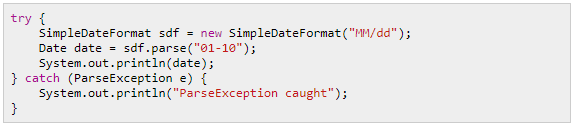 try {
    SimpleDateFormat sdf = new SimpleDateFormat("MM/dd");
    Date date = sdf.parse("01-10");
    System.out.println(date);
} catch (ParseException e) {
    System.out.println("ParseException caught");
}